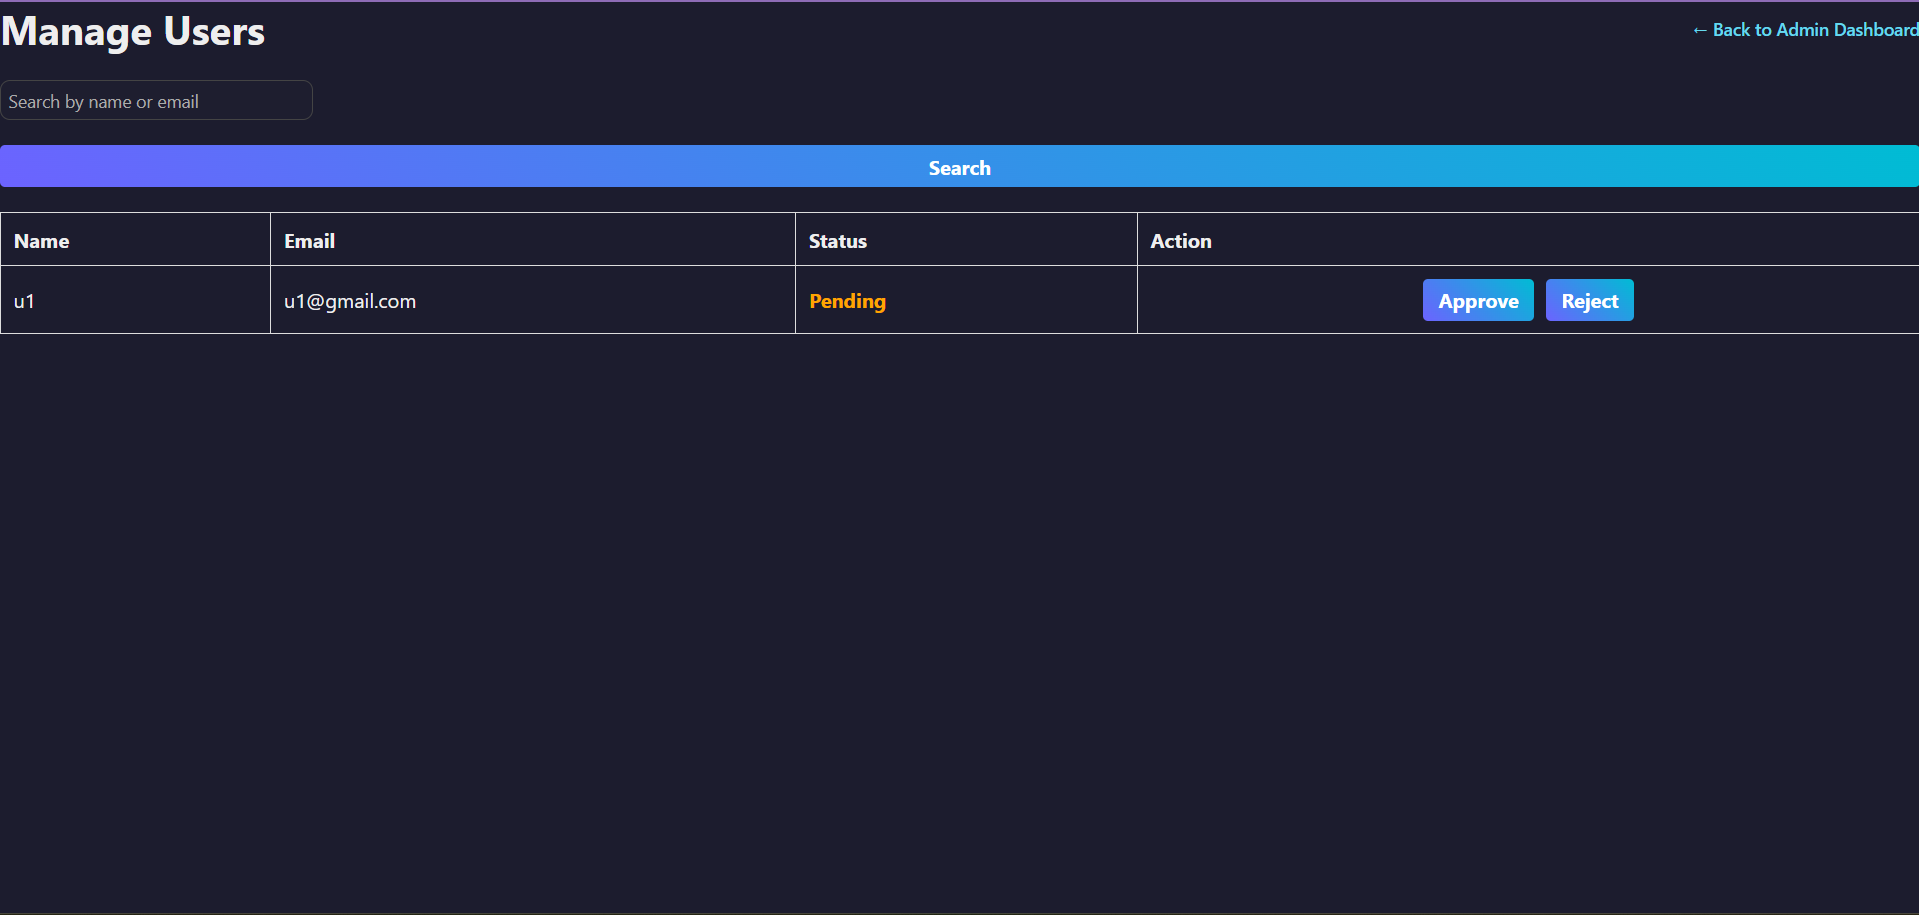 Manage Users
← Back to Admin Dashboard
Search by name or email
Search
Name Email Status Action
u1 u1@gmail.com Pending Approve Reject